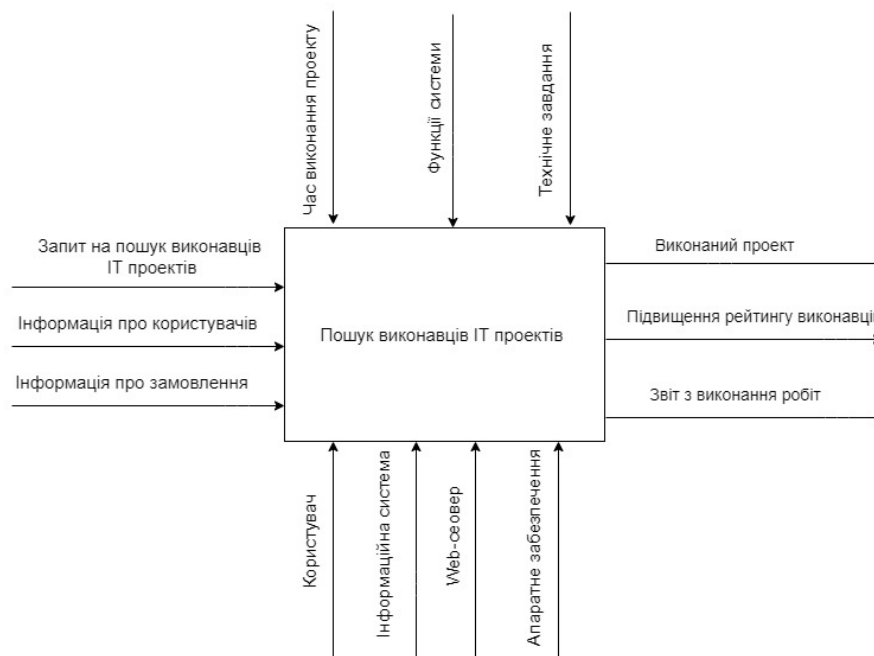 Час виконання проекту
Функції системи
Технічне завдання
Запит на пошук виконавців
ІТ проектів
Інформація про користувачів
Інформація про замовлення
Пошук виконавців ІТ проектів
Виконаний проект
Підвищення рейтингу виконавців
Звіт з виконання робіт
Користувач
Інформаційна система
Web-сеовер
Апаратне забезпечення